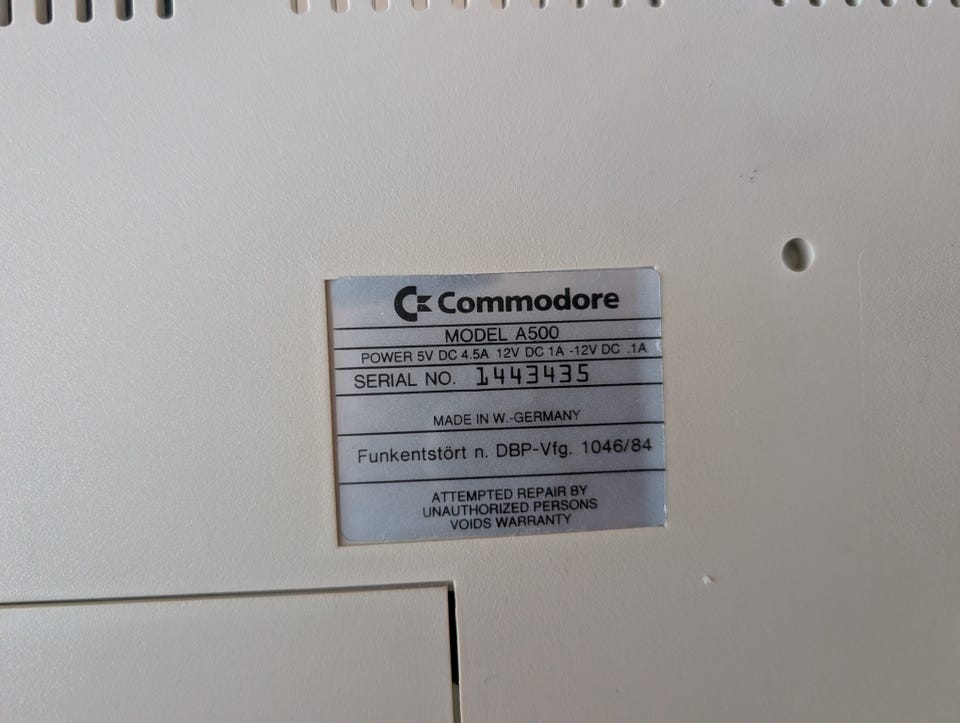 Commodore
MODEL A500
POWER 5V DC 4.5A 12V DC 1A -12V DC .1A
SERIAL NO. 1443435
MADE IN W.-GERMANY
Funkentstört n. DBP-Vfg. 1046/84
ATTEMPTED REPAIR BY
UNAUTHORIZED PERSONS
VOIDS WARRANTY